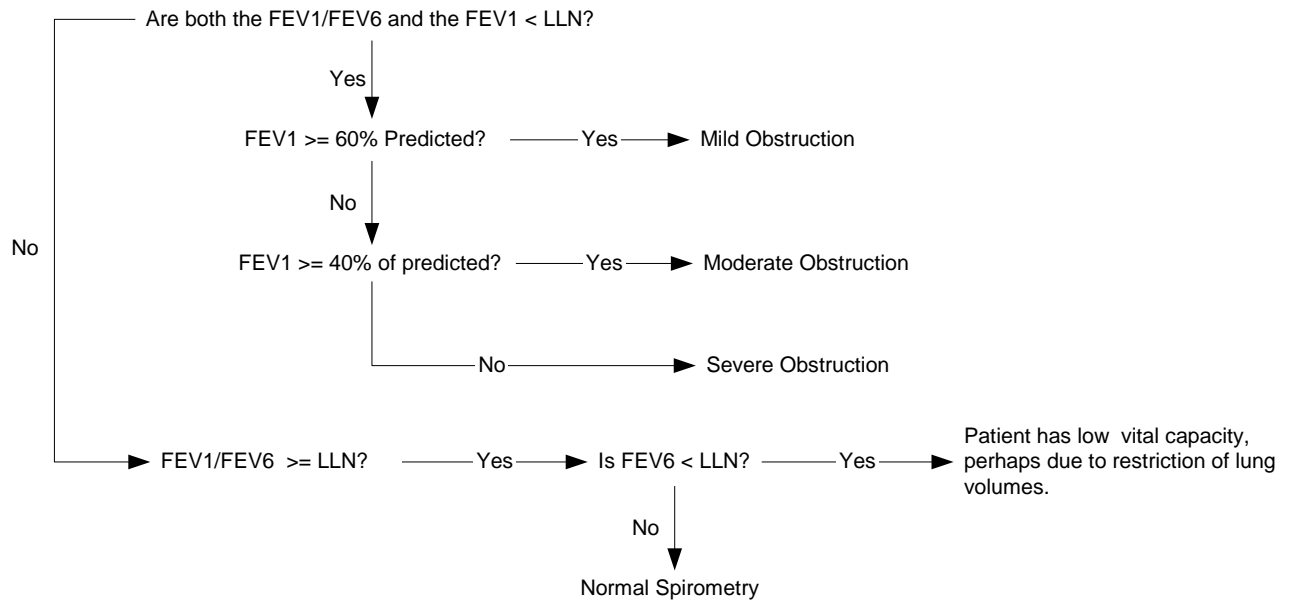 Are both the FEV1/FEV6 and the FEV1 < LLN?
Yes
FEV1 >= 60% Predicted?
Yes
Mild Obstruction
No
No
FEV1 >= 40% of predicted?
Yes
Moderate Obstruction
No
Severe Obstruction
FEV1/FEV6 >= LLN?
Yes
Is FEV6 < LLN?
Yes
Patient has low vital capacity,
perhaps due to restriction of lung
volumes.
No
Normal Spirometry